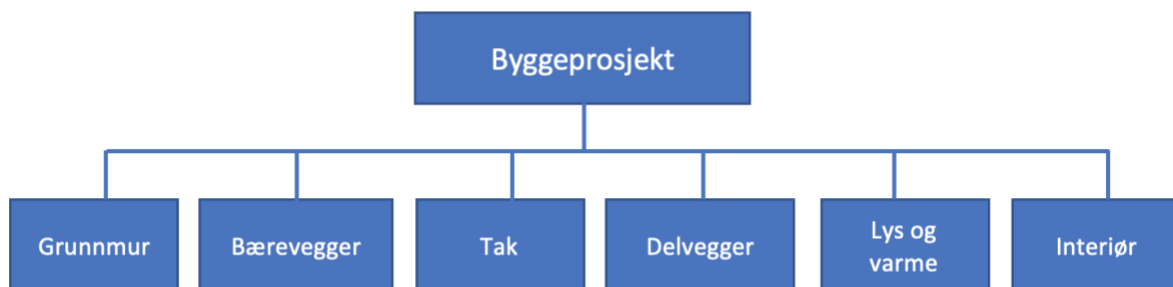 Byggeprosjekt
Grunnmur
Bærevegger
Tak
Delvegger
Lys og
varme
Interiør